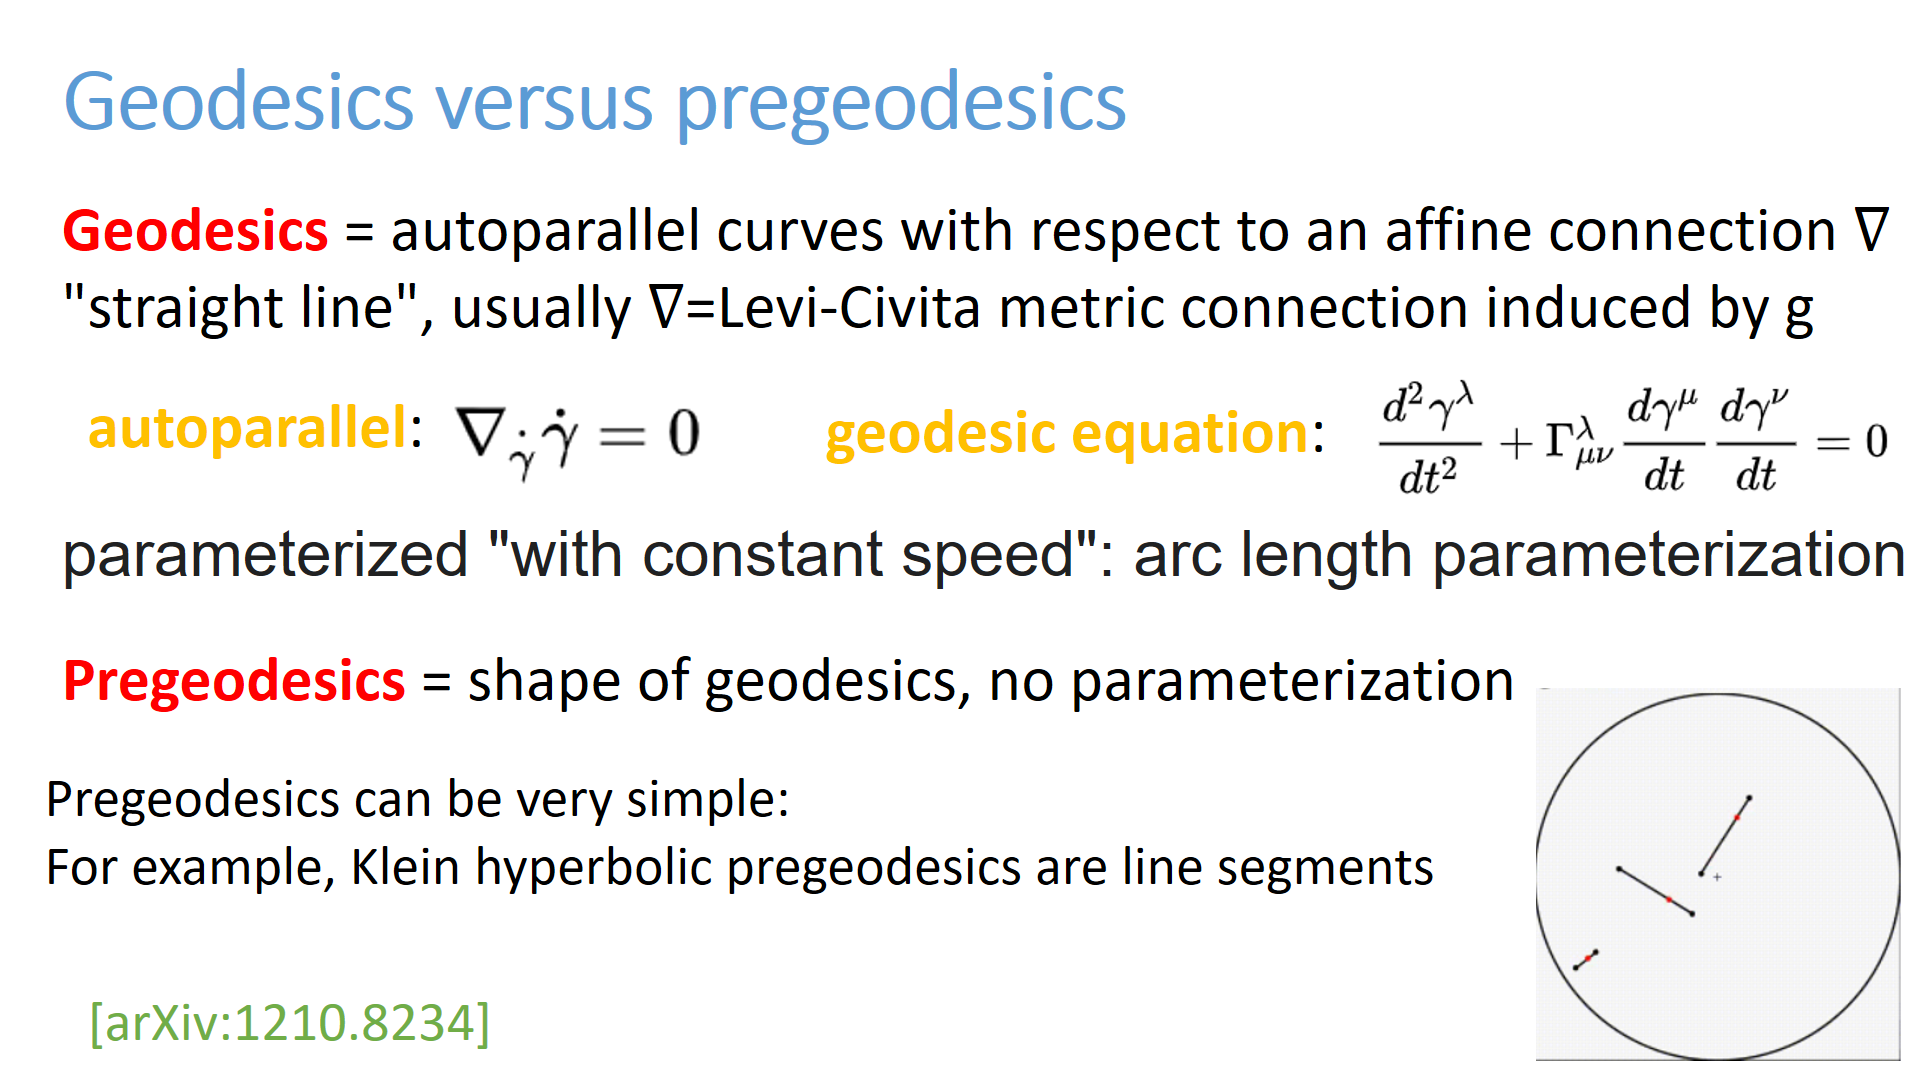 Geodesics versus pregeodesics
Geodesics = autoparallel curves with respect to an affine connection ∇
"straight line", usually ∇=Levi-Civita metric connection induced by g
autoparallel: $\nabla_{\dot{\gamma}} \dot{\gamma} = 0$ geodesic equation: $\frac{d^2\gamma^\lambda}{dt^2} + \Gamma^\lambda_{\mu\nu} \frac{d\gamma^\mu}{dt} \frac{d\gamma^\nu}{dt} = 0$
parameterized "with constant speed": arc length parameterization
Pregeodesics = shape of geodesics, no parameterization
Pregeodesics can be very simple:
For example, Klein hyperbolic pregeodesics are line segments
[arXiv:1210.8234]